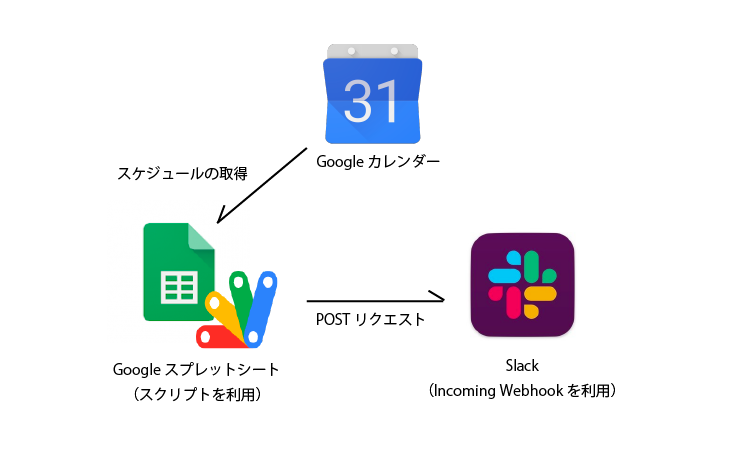 31
Google カレンダー
スケジュールの取得
POST リクエスト
Google スプレットシート
（スクリプトを利用）
Slack
（Incoming Webhook を利用）